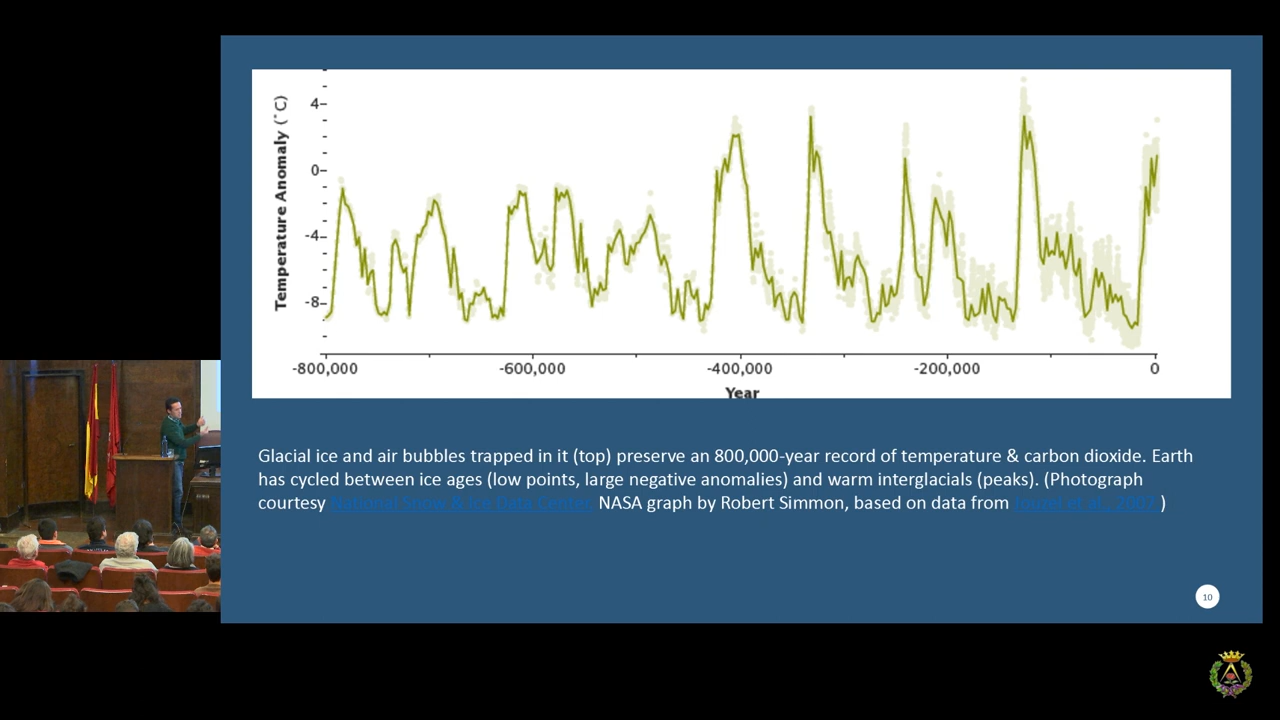 Temperature Anomaly (°C)
4
0
-4
-8
-800,000 -600,000 -400,000 -200,000 0
Year
Glacial ice and air bubbles trapped in it (top) preserve an 800,000-year record of temperature & carbon dioxide. Earth
has cycled between ice ages (low points, large negative anomalies) and warm interglacials (peaks). (Photograph
courtesy National Snow & Ice Data Center. NASA graph by Robert Simmon, based on data from Jouzel et al., 2007.)
10